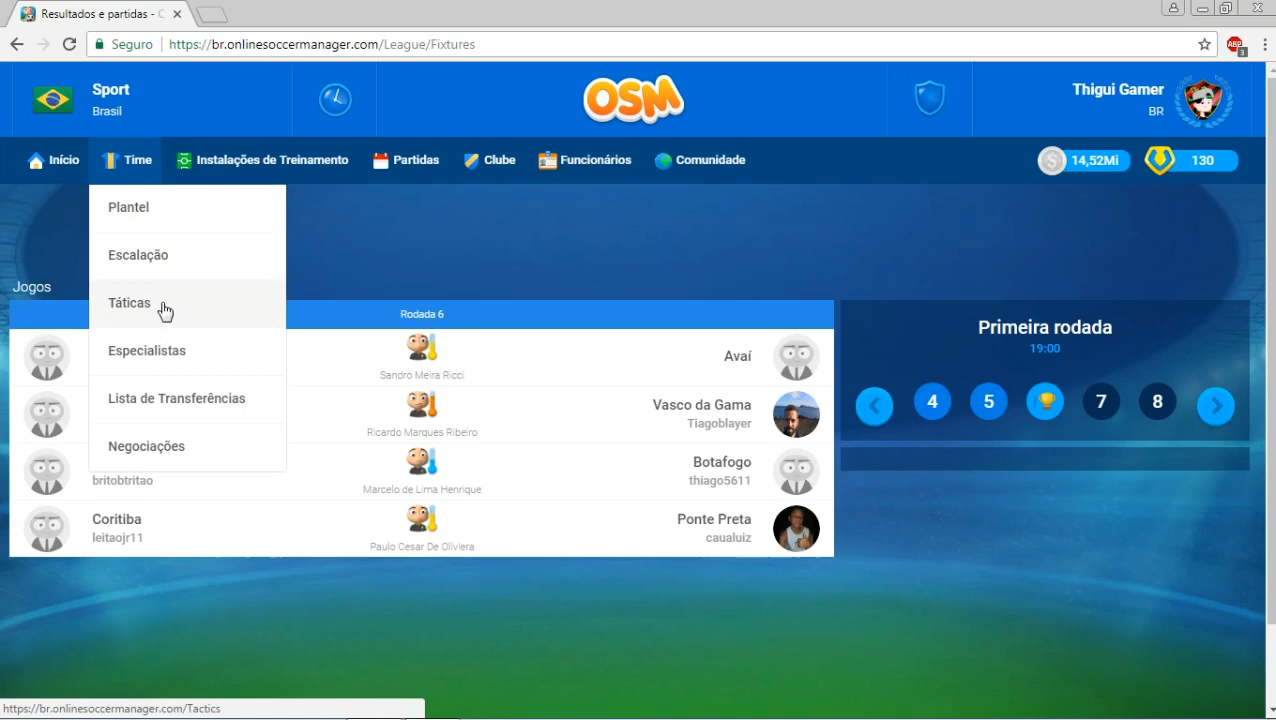 Resultados e partidas - O
Seguro
https://br.onlinesoccermanager.com/League/Fixtures
ABP
3
Sport
Brasil
OSM
Thigui Gamer
BR
Início
Time
Instalações de Treinamento
Partidas
Clube
Funcionários
Comunidade
14,52Mi
130
Plantel
Escalação
Táticas
Especialistas
Lista de Transferências
Negociações
Jogos
Rodada 6
Sandro Meira Ricci
Avaí
Ricardo Marques Ribeiro
Vasco da Gama
Tiagoblayer
britobtritao
Marcelo de Lima Henrique
Botafogo
thiago5611
Coritiba
leitaojr11
Paulo Cesar De Oliviera
Ponte Preta
caualuiz
Primeira rodada
19:00
4
5
7
8
https://br.onlinesoccermanager.com/Tactics